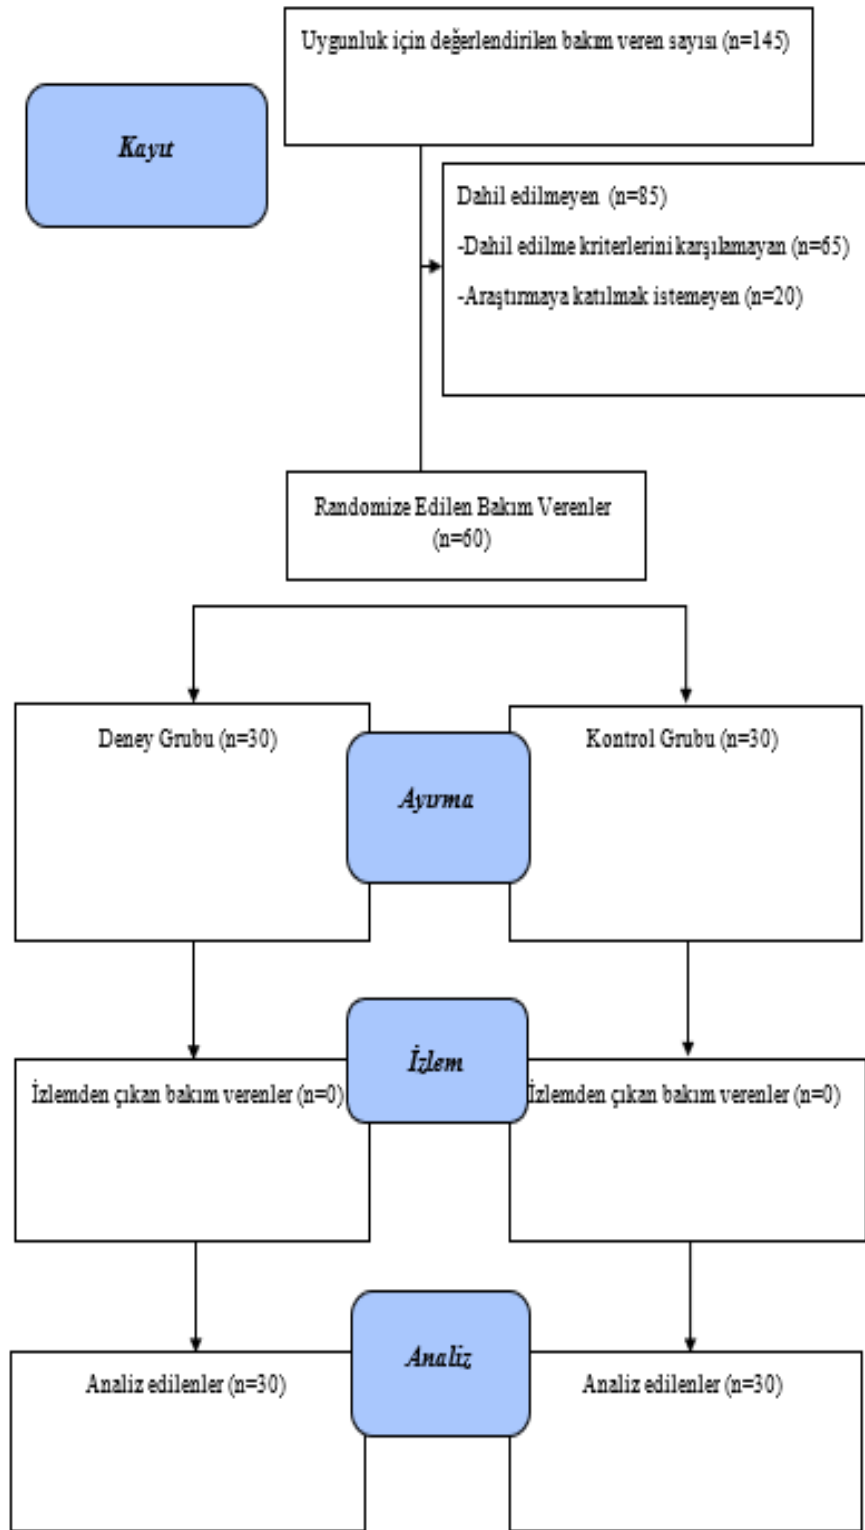 Uygunluk için değerlendirilen bakım veren sayısı (n=145)
Kayıt
Dahil edilmeyen (n=85)
-Dahil edilme kriterlerini karşılamayan (n=65)
-Araştırmaya katılmak istemeyen (n=20)
Randomize Edilen Bakım Verenler
(n=60)
Deney Grubu (n=30)
Ayırma
Kontrol Grubu (n=30)
İzlem
İzlemden çıkan bakım verenler (n=0)
İzlemden çıkan bakım verenler (n=0)
Analiz
Analiz edilenler (n=30)
Analiz edilenler (n=30)